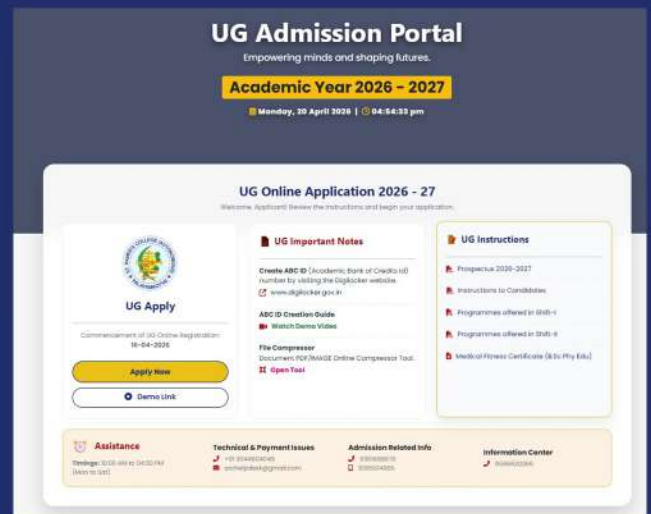 UG Admission Portal
Empowering minds and shaping futures.
Academic Year 2026 - 2027
Monday, 20 April 2026 | 04:54:33 pm
UG Online Application 2026 - 27
Welcome, Applicant! Review the instructions and begin your application.
UG Apply
Commencement of UG Online Registration:
16-04-2026
Apply Now
Demo Link
UG Important Notes
Create ABC ID (Academic Bank of Credits Id)
number by visiting the Digilocker website.
www.digilocker.gov.in
ABC ID Creation Guide
Watch Demo Video
File Compressor
Document PDF/IMAGE Online Compressor Tool.
Open Tool
UG Instructions
Prospectus 2026-2027
Instructions to Candidates
Programmes offered in Shift-I
Programmes offered in Shift-II
Medical Fitness Certificate (B.Sc Phy Edu)
Assistance
Timings: 10:00 AM to 04:00 PM
(Mon to Sat)
Technical & Payment Issues
Admission Related Info
Information Center